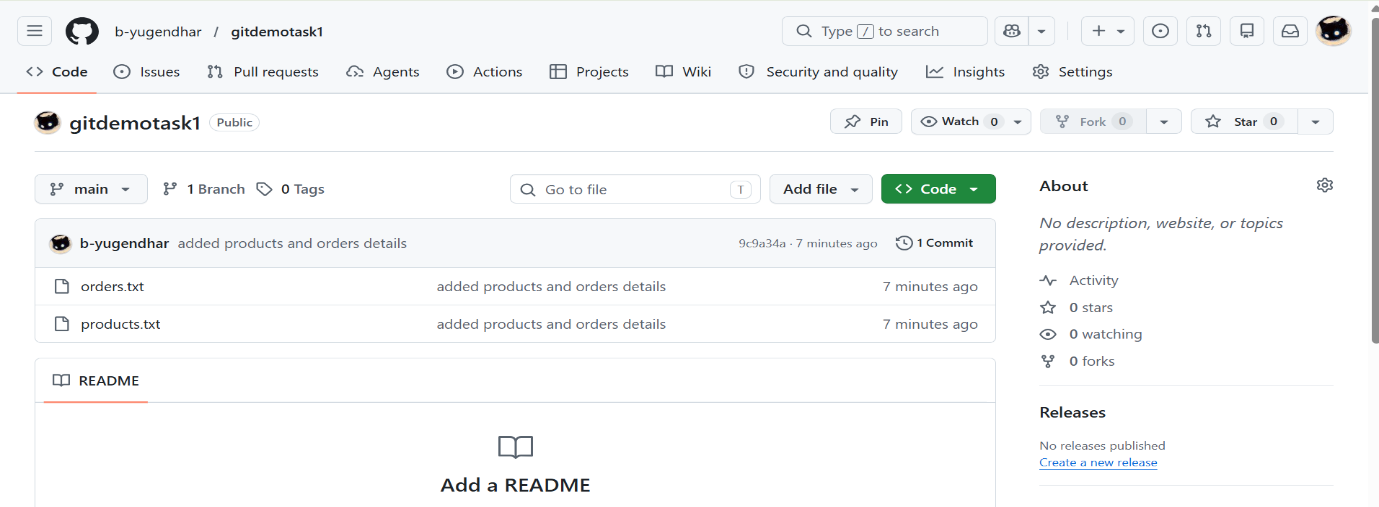 b-yugendhar / gitdemotask1 Type / to search
Code Issues Pull requests Agents Actions Projects Wiki Security and quality Insights Settings
gitdemotask1 Public Pin Watch 0 Fork 0 Star 0
main 1 Branch 0 Tags Go to file T Add file Code
b-yugendhar added products and orders details 9c9a34a · 7 minutes ago 1 Commit
orders.txt added products and orders details 7 minutes ago
products.txt added products and orders details 7 minutes ago
README
Add a README
About
No description, website, or topics
provided.
Activity
0 stars
0 watching
0 forks
Releases
No releases published
Create a new release